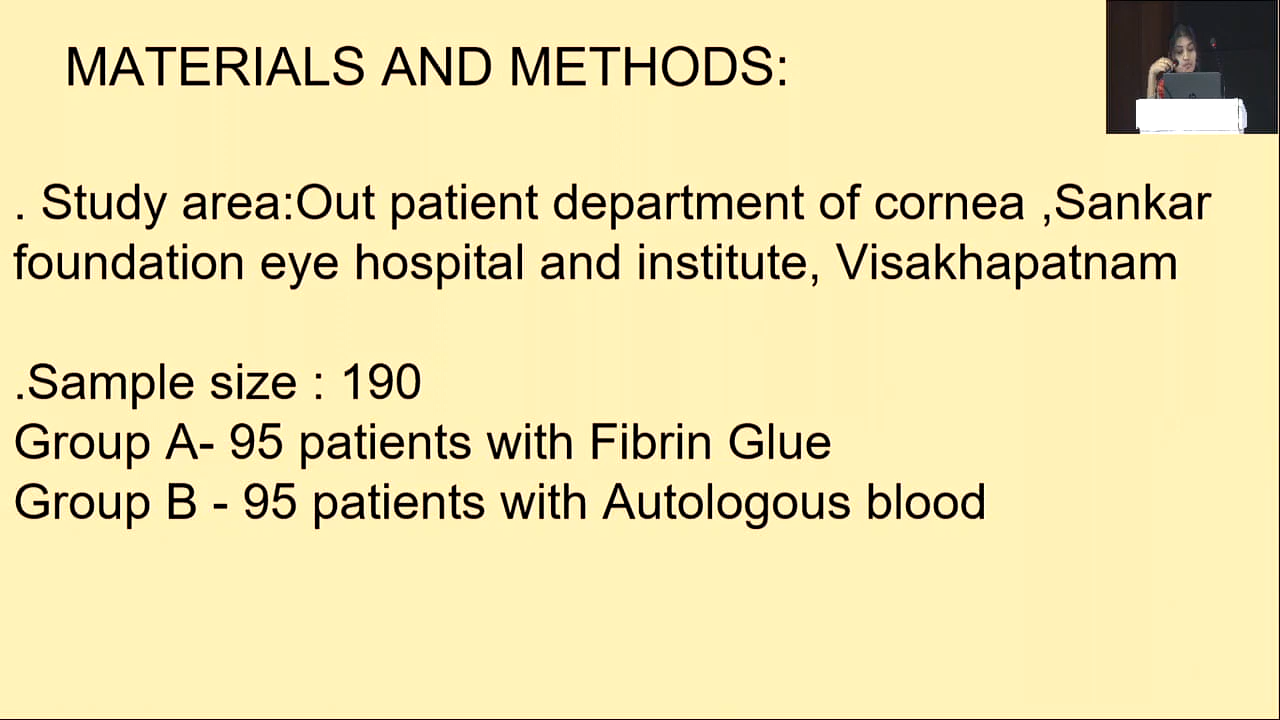 MATERIALS AND METHODS:
. Study area:Out patient department of cornea ,Sankar
foundation eye hospital and institute, Visakhapatnam
.Sample size : 190
Group A- 95 patients with Fibrin Glue
Group B - 95 patients with Autologous blood